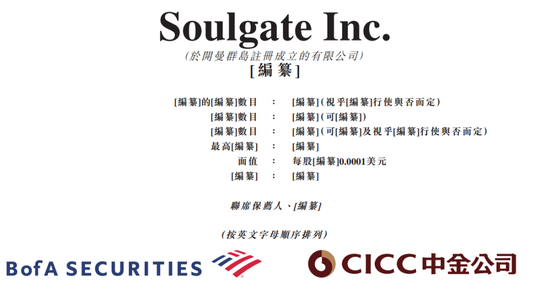 Soulgate Inc.
(於開曼群島註冊成立的有限公司)
[編纂]
[編纂]的[編纂]數目 : [編纂](視乎[編纂]行使與否而定)
[編纂]數目 : [編纂](可[編纂])
[編纂]數目 : [編纂](可[編纂]及視乎[編纂]行使與否而定)
最高[編纂] : [編纂]
面值 : 每股[編纂]0.0001美元
[編纂] : [編纂]
聯席保薦人、[編纂]
(按英文字母順序排列)
BofA SECURITIES
CICC中金公司